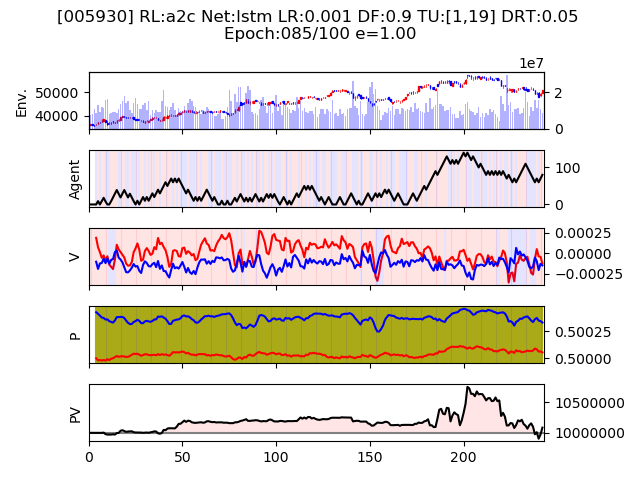 [005930] RL:a2c Net:lstm LR:0.001 DF:0.9 TU:[1,19] DRT:0.05
Epoch:085/100 e=1.00
1e7
Env.
50000
40000
2
0
Agent
100
0
V
0.00025
0.00000
−0.00025
P
0.50025
0.50000
PV
10500000
10000000
0 50 100 150 200